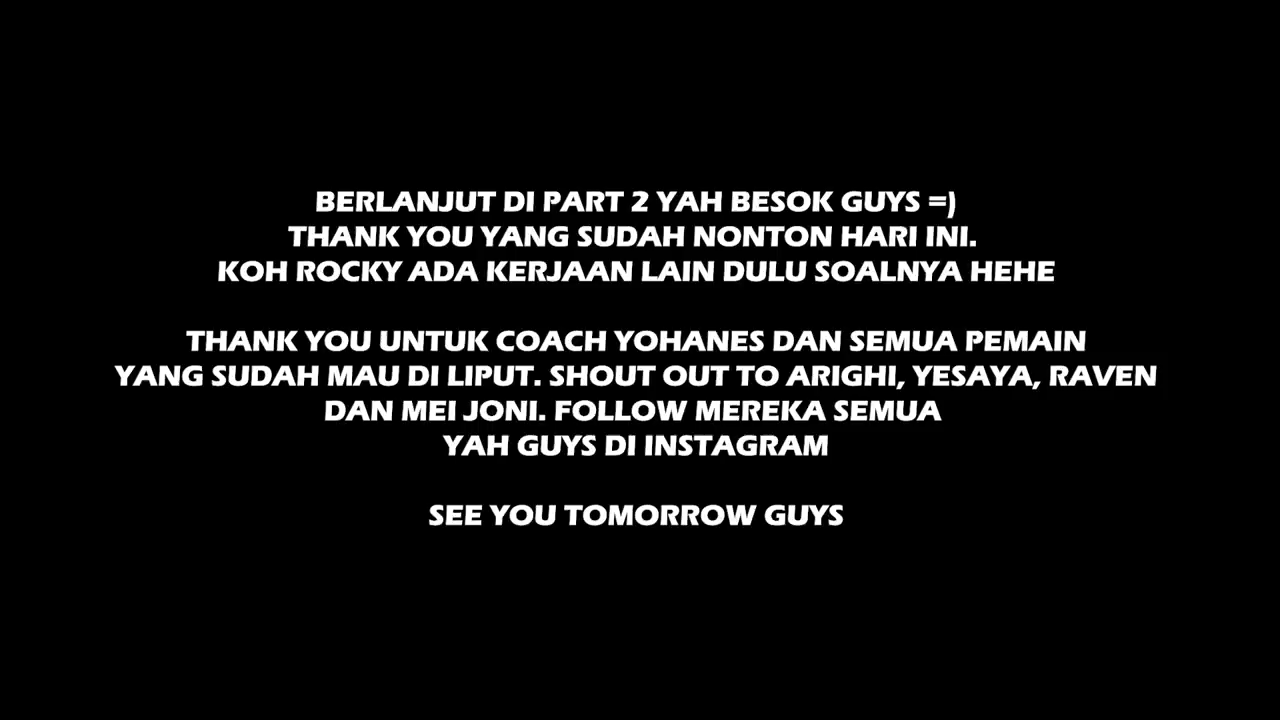 BERLANJUT DI PART 2 YAH BESOK GUYS =)
THANK YOU YANG SUDAH NONTON HARI INI.
KOH ROCKY ADA KERJAAN LAIN DULU SOALNYA HEHE
THANK YOU UNTUK COACH YOHANES DAN SEMUA PEMAIN
YANG SUDAH MAU DI LIPUT. SHOUT OUT TO ARIGHI, YESAYA, RAVEN
DAN MEI JONI. FOLLOW MEREKA SEMUA
YAH GUYS DI INSTAGRAM
SEE YOU TOMORROW GUYS